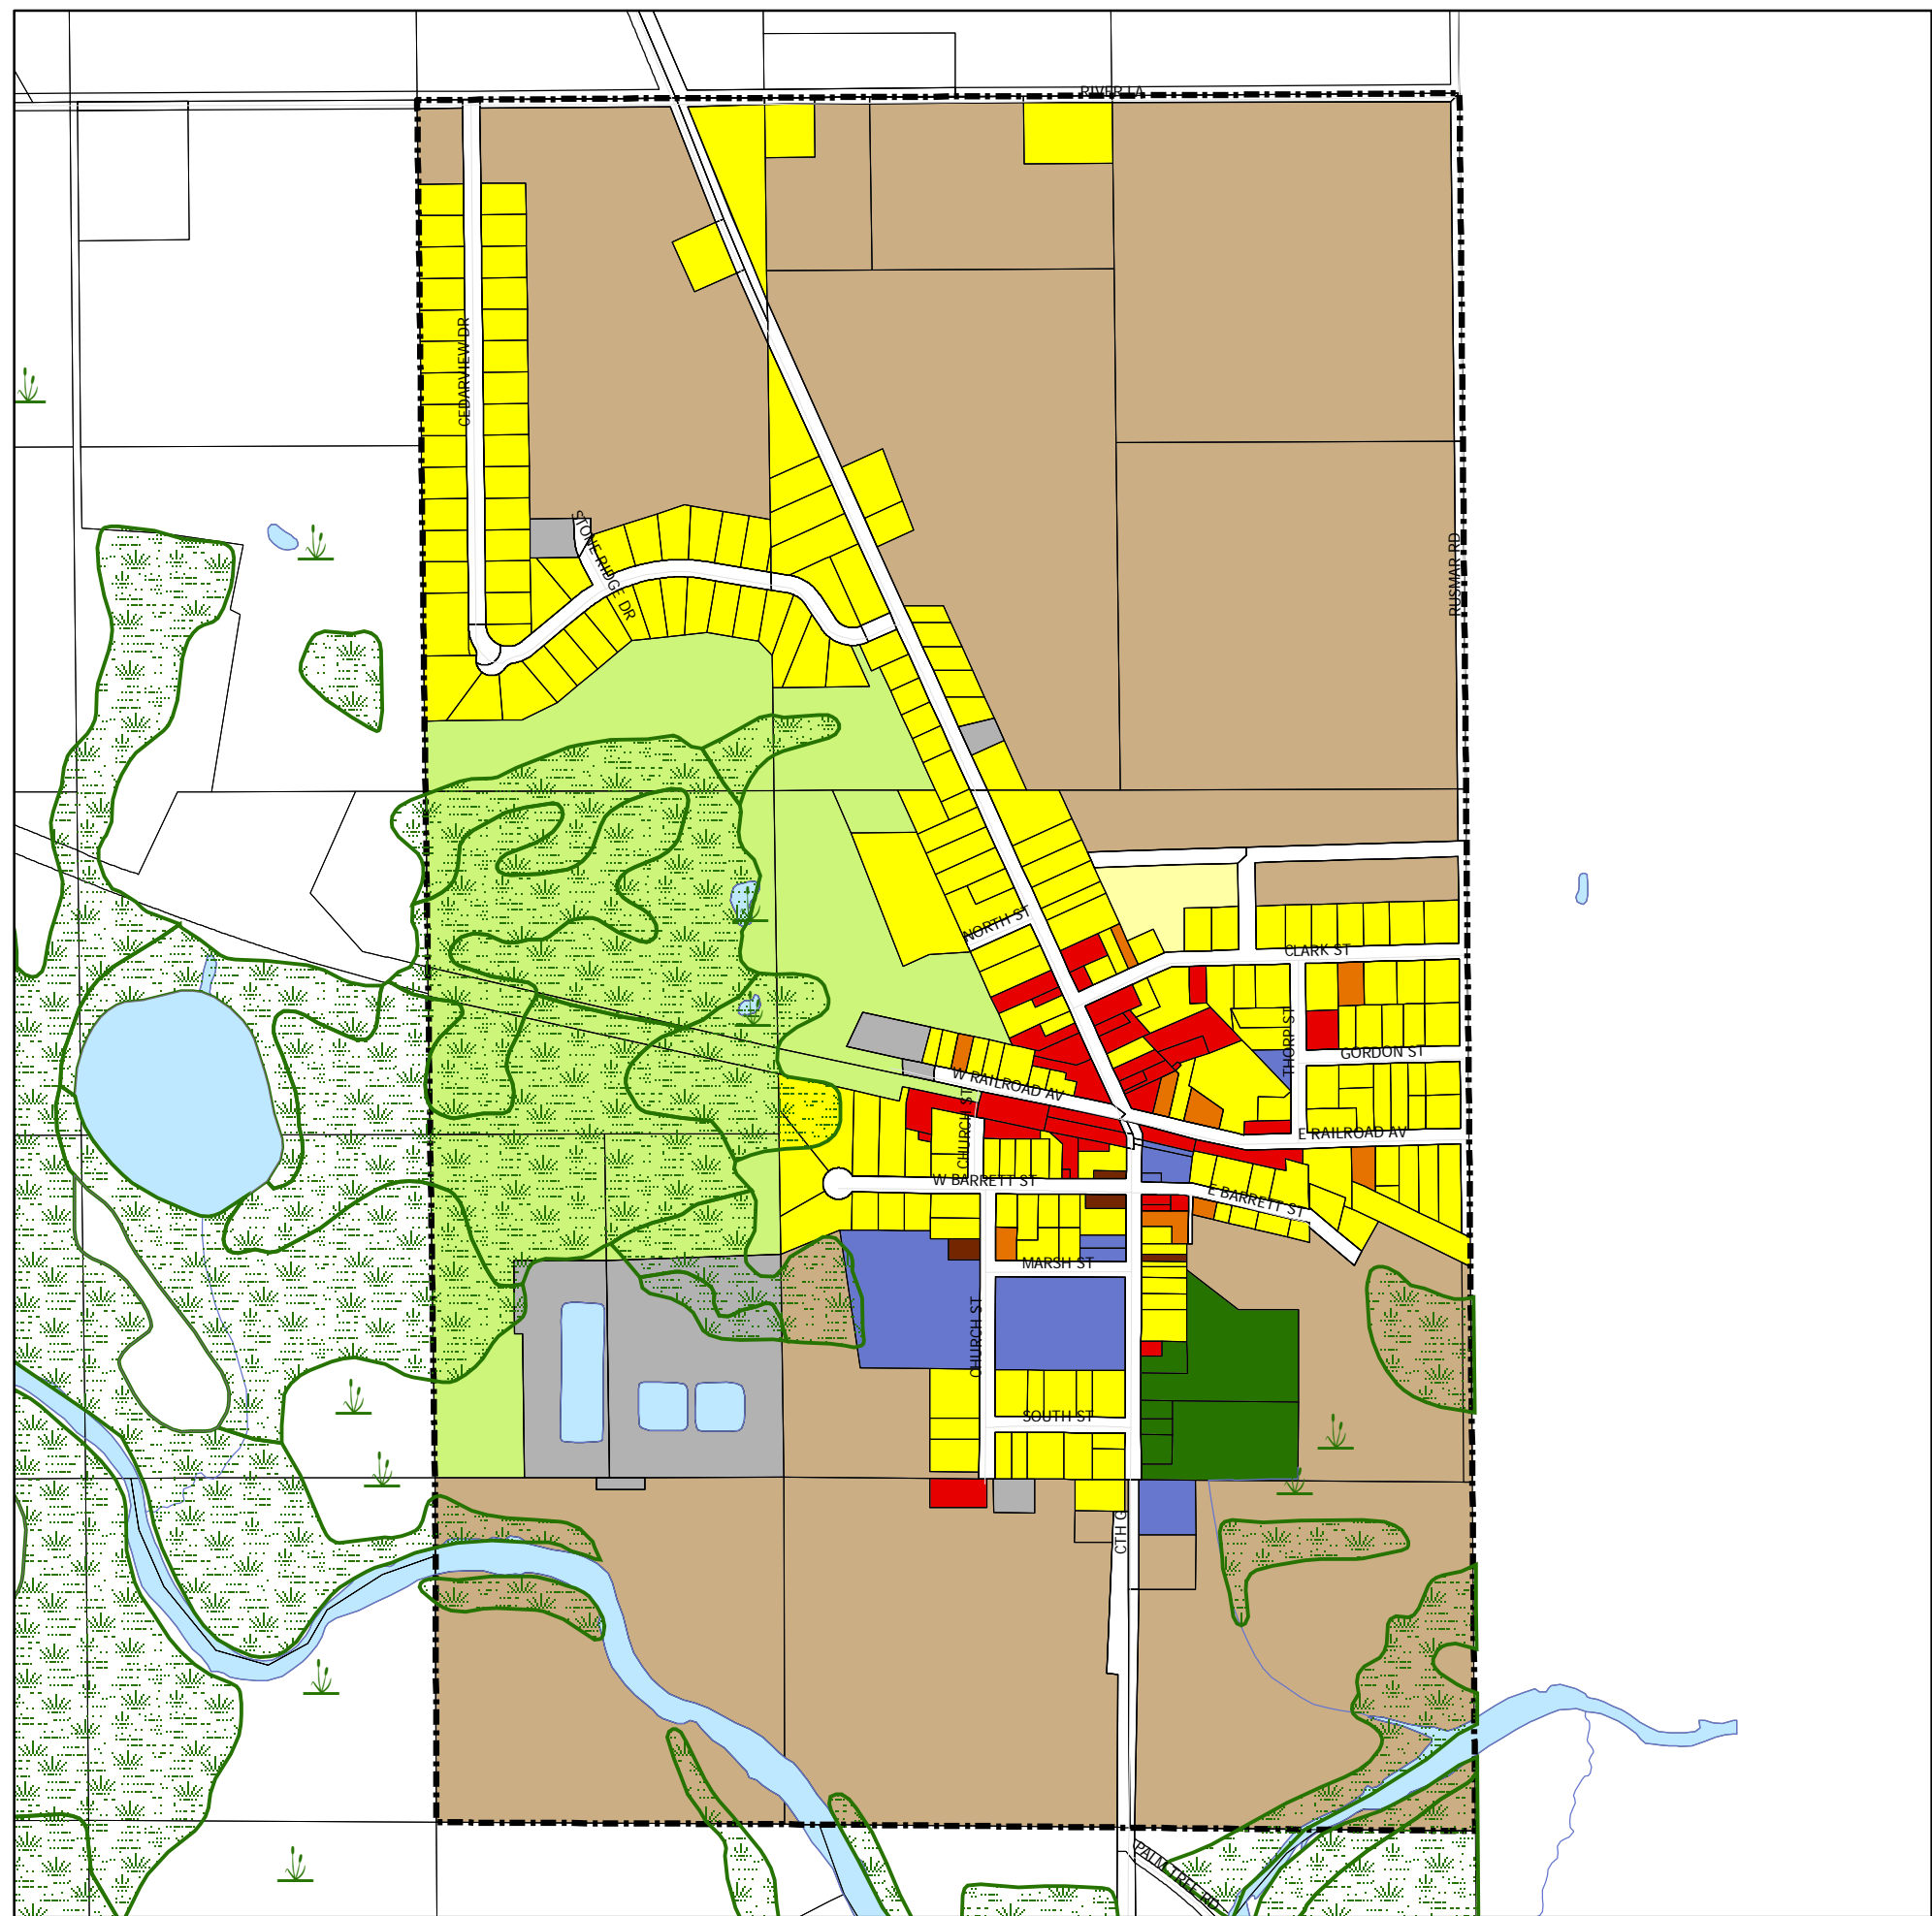 RIVER LA
CEDARVIEW DR
STONE RIDGE DR
RUSMAR RD
NORTH ST
CLARK ST
THORP ST
GORDON ST
W RAILROAD AV
CHURCH ST
E RAILROAD AV
W BARRETT ST
E BARRETT ST
MARSH ST
CHURCH ST
SOUTH ST
CTH G
PALM TREE RD